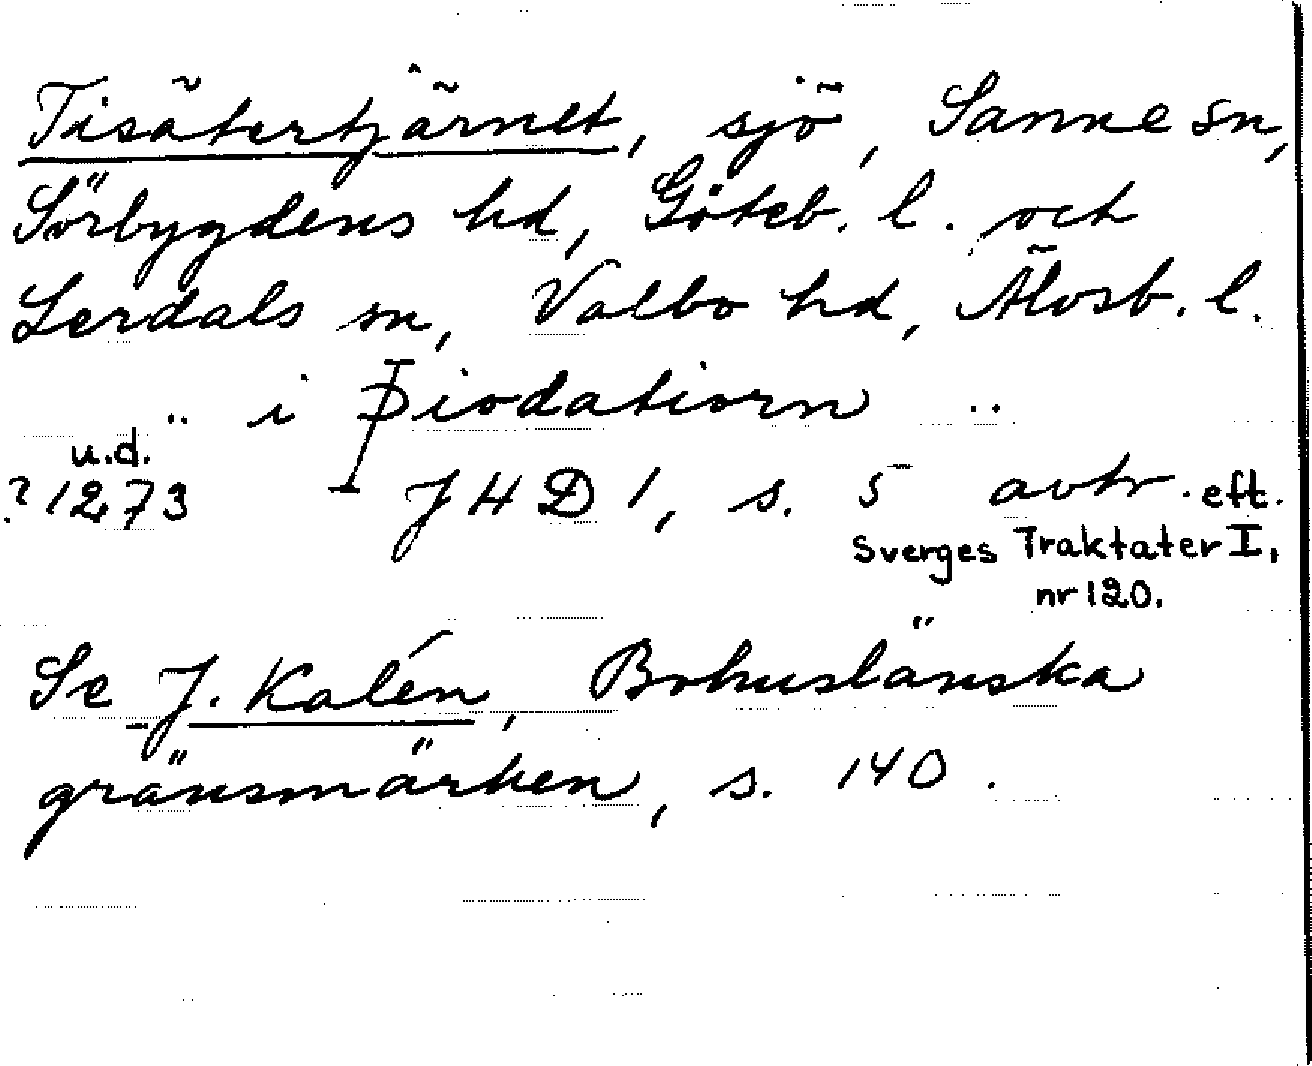 Tisätertjärnet, sjö, Sanne sn,
Sörbygdens hd, Göteb. l. och
Lerdals sn, Valbo hd, Älvsb. l.
.. i Þiodatiorn ..
u.d.
? 1273 JHD 1, s. 5 avtr. eft.
Sverges Traktater I,
nr 120.
Se J. Kalén, Bohuslänska
gränsmärken, s. 140.